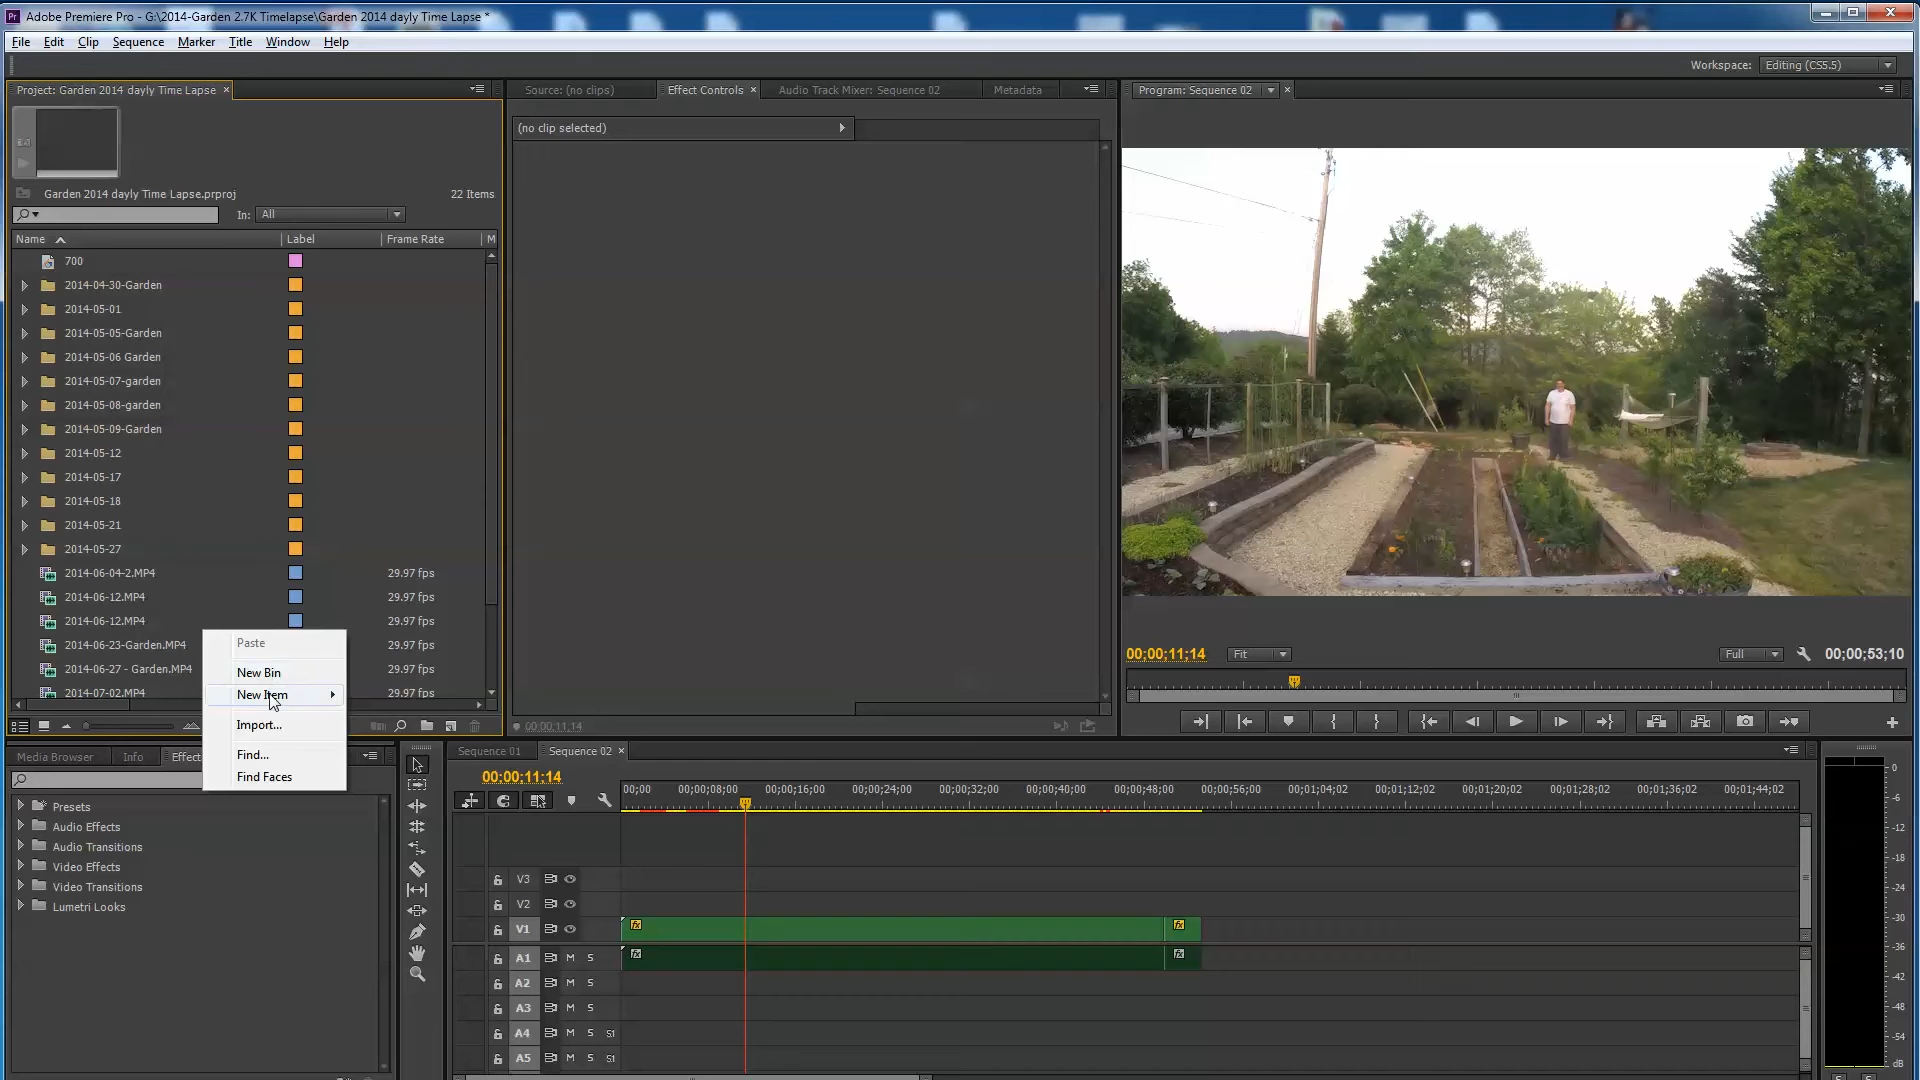 Adobe Premiere Pro - G:\2014-Garden 2.7K Timelapse\Garden 2014 dayly Time Lapse *
File Edit Clip Sequence Marker Title Window Help
Workspace: Editing (CS5.5)
Project: Garden 2014 dayly Time Lapse ×
Source: (no clips) Effect Controls × Audio Track Mixer: Sequence 02 Metadata
Program: Sequence 02 ×
(no clip selected)
Garden 2014 dayly Time Lapse.prproj 22 Items
In: All
Name Label Frame Rate M
700
2014-04-30-Garden
2014-05-01
2014-05-05-Garden
2014-05-06 Garden
2014-05-07-garden
2014-05-08-garden
2014-05-09-Garden
2014-05-12
2014-05-17
2014-05-18
2014-05-21
2014-05-27
2014-06-04-2.MP4 29.97 fps
2014-06-12.MP4 29.97 fps
2014-06-12.MP4 29.97 fps
2014-06-23-Garden.MP4 29.97 fps
2014-06-27 - Garden.MP4 29.97 fps
2014-07-02.MP4 29.97 fps
Paste
New Bin
New Item
Import...
Find...
Find Faces
00;00;11;14
00;00;11;14 Fit Full 00;00;53;10
Media Browser Info Effect
Presets
Audio Effects
Audio Transitions
Video Effects
Video Transitions
Lumetri Looks
Sequence 01 Sequence 02 ×
00;00;11;14
00;00 00;00;08;00 00;00;16;00 00;00;24;00 00;00;32;00 00;00;40;00 00;00;48;00 00;00;56;00 00;01;04;02 00;01;12;02 00;01;20;02 00;01;28;02 00;01;36;02 00;01;44;02
V3
V2
V1 fx fx
A1 M S fx fx
A2 M S
A3 M S
A4 M S S1
A5 M S S1
0
-6
-12
-18
-24
-30
-36
-42
-48
-54
dB
S S